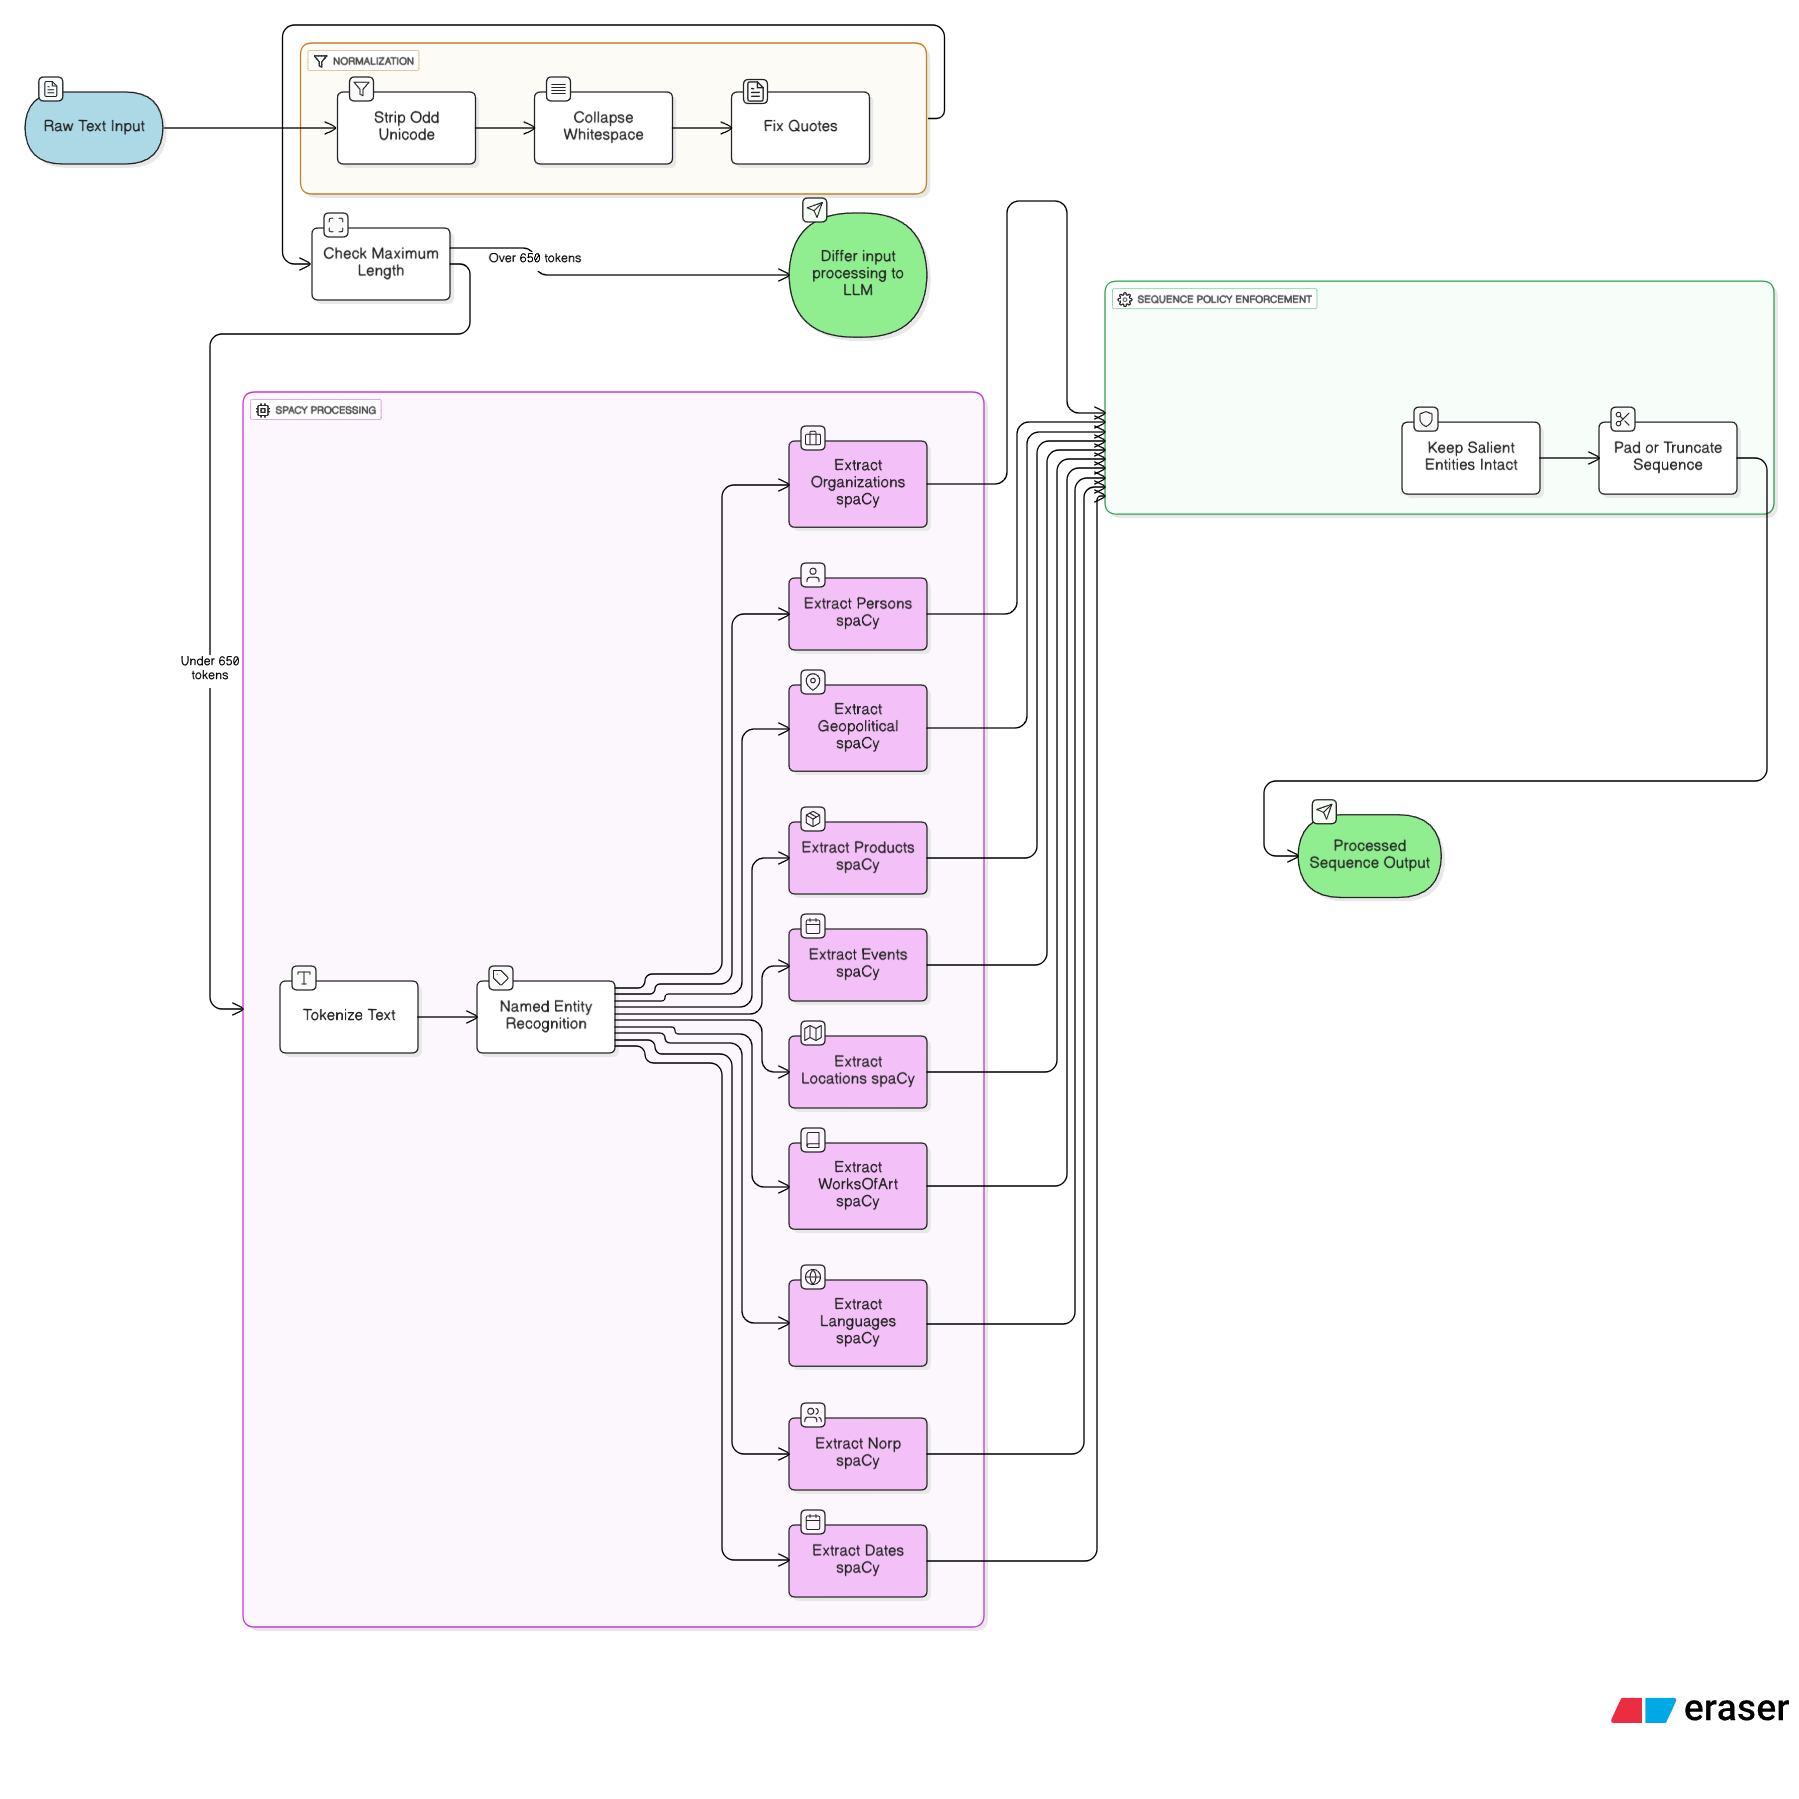 NORMALIZATION
Raw Text Input
Strip Odd
Unicode
Collapse
Whitespace
Fix Quotes
Check Maximum
Length
Over 650 tokens
Differ input
processing to
LLM
SEQUENCE POLICY ENFORCEMENT
Keep Salient
Entities Intact
Pad or Truncate
Sequence
SPACY PROCESSING
Extract
Organizations
spaCy
Extract Persons
spaCy
Under 650
tokens
Extract
Geopolitical
spaCy
Extract Products
spaCy
Processed
Sequence Output
Extract Events
spaCy
Tokenize Text
Named Entity
Recognition
Extract
Locations spaCy
Extract
WorksOfArt
spaCy
Extract
Languages
spaCy
Extract Norp
spaCy
Extract Dates
spaCy
eraser